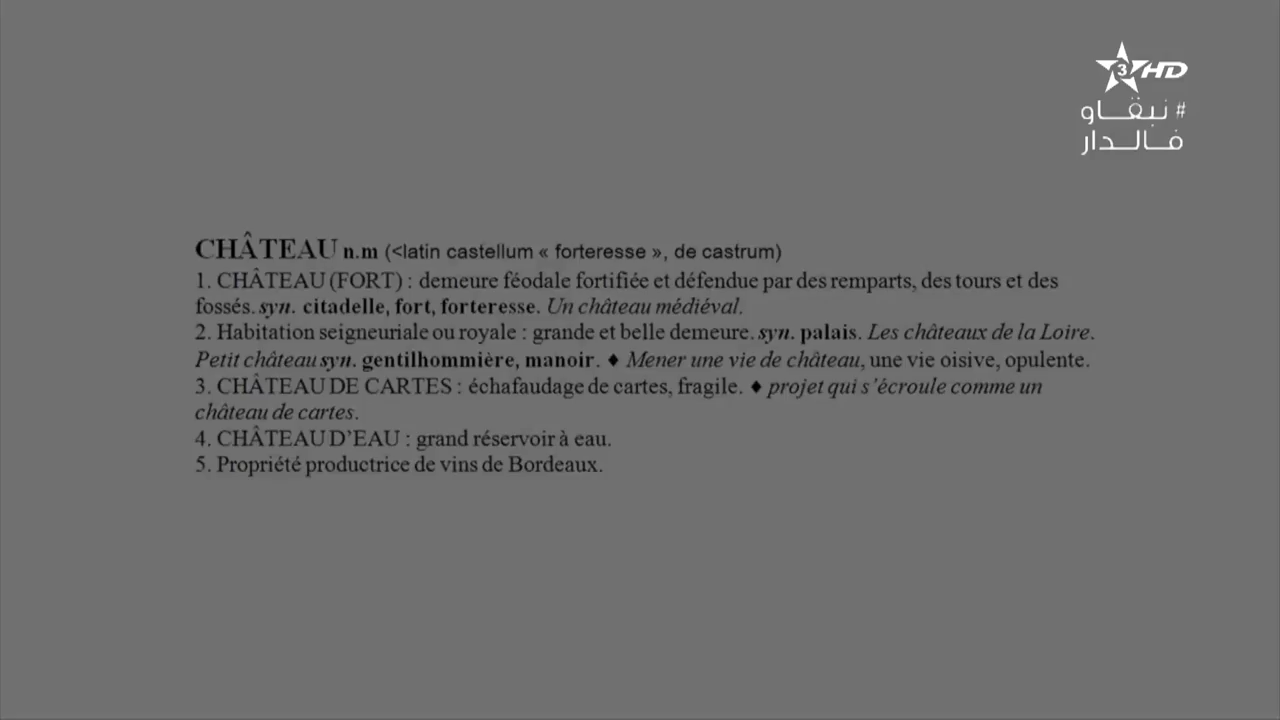 3 HD
# نبقاو
فالدار
CHÂTEAU n.m (<latin castellum « forteresse », de castrum)
1. CHÂTEAU (FORT) : demeure féodale fortifiée et défendue par des remparts, des tours et des
fossés. syn. citadelle, fort, forteresse. Un château médiéval.
2. Habitation seigneuriale ou royale : grande et belle demeure. syn. palais. Les châteaux de la Loire.
Petit château syn. gentilhommière, manoir. ♦ Mener une vie de château, une vie oisive, opulente.
3. CHÂTEAU DE CARTES : échafaudage de cartes, fragile. ♦ projet qui s’écroule comme un
château de cartes.
4. CHÂTEAU D’EAU : grand réservoir à eau.
5. Propriété productrice de vins de Bordeaux.